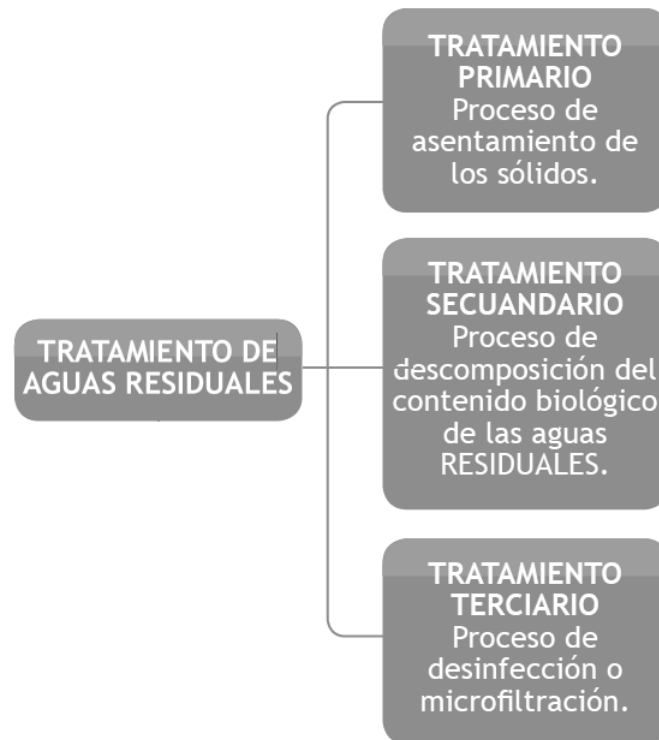 TRATAMIENTO DE
AGUAS RESIDUALES
TRATAMIENTO
PRIMARIO
Proceso de
asentamiento de
los sólidos.
TRATAMIENTO
SECUANDARIO
Proceso de
descomposición del
contenido biológico
de las aguas
RESIDUALES.
TRATAMIENTO
TERCIARIO
Proceso de
desinfección o
microfiltración.